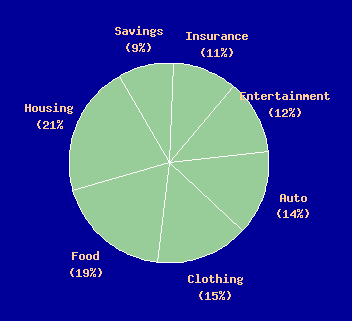 Savings
(9%)
Insurance
(11%)
Entertainment
(12%)
Housing
(21%
Auto
(14%)
Food
(19%)
Clothing
(15%)